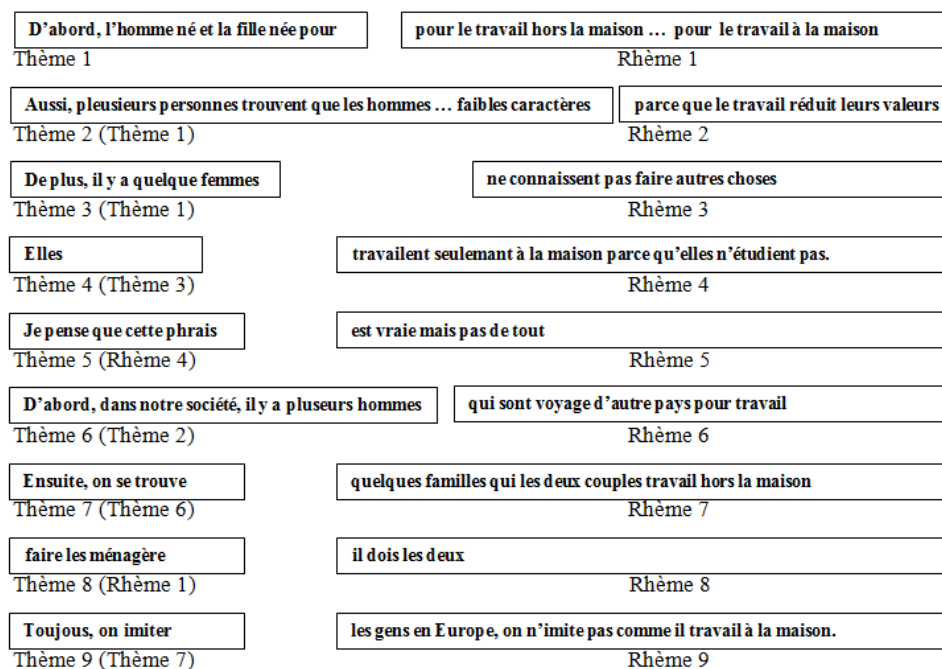 D'abord, l'homme né et la fille née pour pour le travail hors la maison … pour le travail à la maison
Thème 1 Rhème 1
Aussi, pleusieurs personnes trouvent que les hommes … faibles caractères parce que le travail réduit leurs valeurs
Thème 2 (Thème 1) Rhème 2
De plus, il y a quelque femmes ne connaissent pas faire autres choses
Thème 3 (Thème 1) Rhème 3
Elles travailent seulemant à la maison parce qu'elles n'étudient pas.
Thème 4 (Thème 3) Rhème 4
Je pense que cette phrais est vraie mais pas de tout
Thème 5 (Rhème 4) Rhème 5
D'abord, dans notre société, il y a pluseurs hommes qui sont voyage d'autre pays pour travail
Thème 6 (Thème 2) Rhème 6
Ensuite, on se trouve quelques familles qui les deux couples travail hors la maison
Thème 7 (Thème 6) Rhème 7
faire les ménagère il dois les deux
Thème 8 (Rhème 1) Rhème 8
Toujous, on imiter les gens en Europe, on n'imite pas comme il travail à la maison.
Thème 9 (Thème 7) Rhème 9